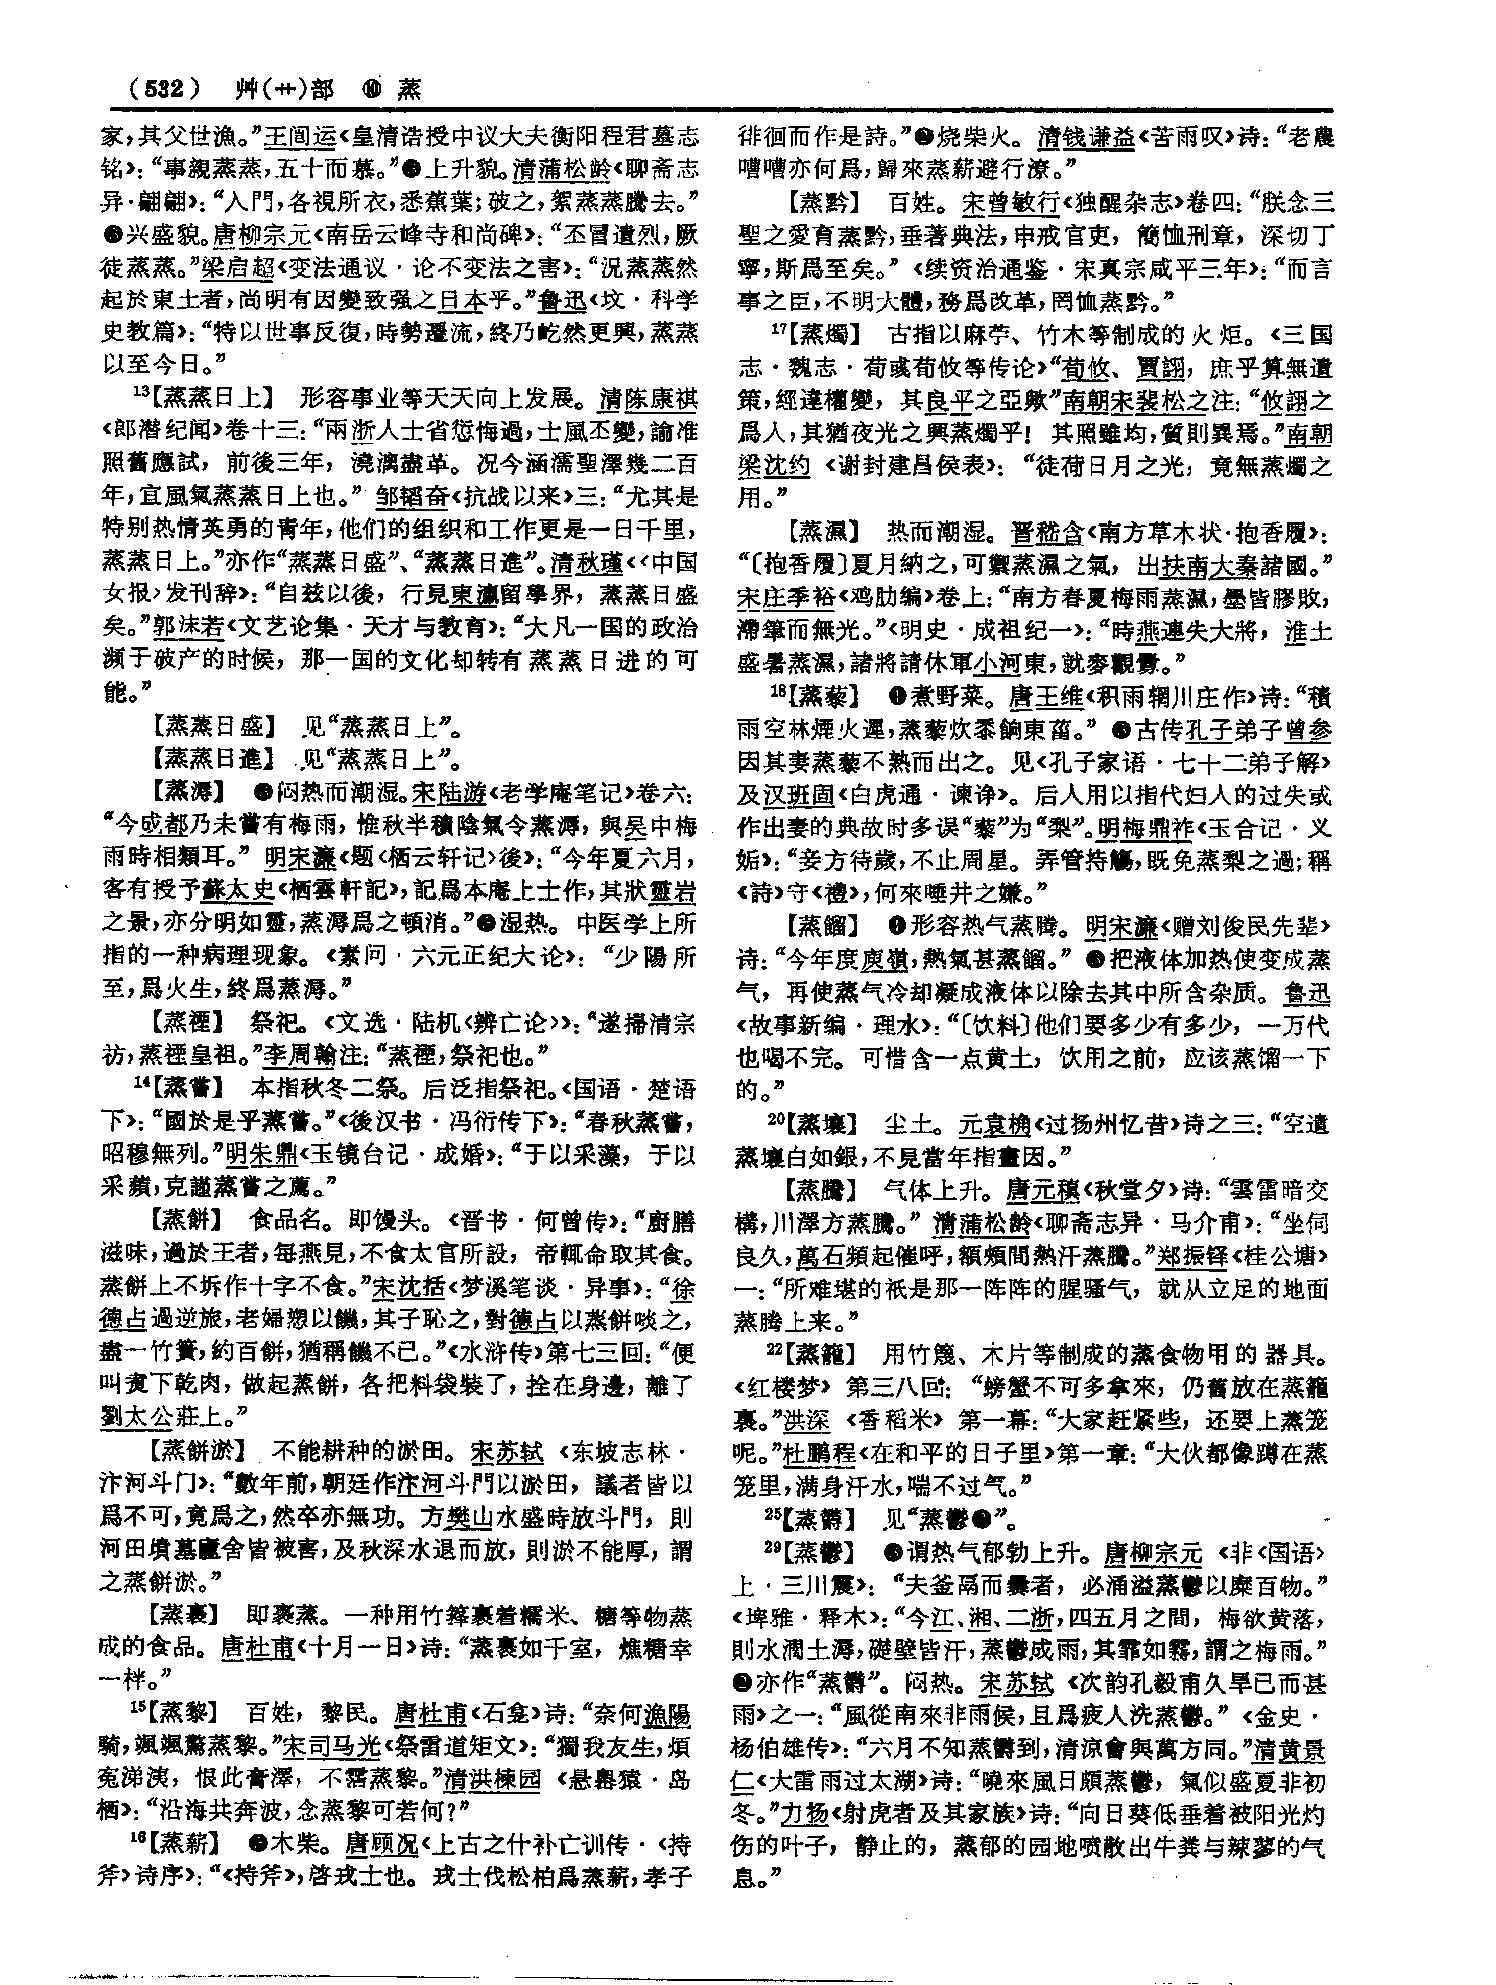 (532) 艸(艹)部 ⑩ 蒸
家，其父世漁。”王闿运《皇清诰授中议大夫衡阳程君墓志
铭》：“事親蒸蒸，五十而慕。”❷上升貌。清蒲松龄《聊斋志
异·翩翩》：“入門，各視所衣，悉蕉葉；破之，絮蒸蒸騰去。”
❸兴盛貌。唐柳宗元《南岳云峰寺和尚碑》：“丕冒遺烈，厥
徒蒸蒸。”梁启超《变法通议·论不变法之害》：“況蒸蒸然
起於東土者，尚明有因變致强之日本乎。”鲁迅《坟·科学
史教篇》：“特以世事反復，時勢遷流，終乃屹然更興，蒸蒸
以至今日。”
13【蒸蒸日上】 形容事业等天天向上发展。清陈康祺
《郎潜纪闻》卷十三：“兩浙人士省愆悔過，士風丕變，諭准
照舊應試，前後三年，澆漓盡革。况今涵濡聖澤幾二百
年，宜風氣蒸蒸日上也。”邹韬奋《抗战以来》三：“尤其是
特别热情英勇的青年，他们的组织和工作更是一日千里，
蒸蒸日上。”亦作“蒸蒸日盛”、“蒸蒸日進”。清秋瑾《〈中国
女报〉发刊辞》：“自兹以後，行見東瀛留學界，蒸蒸日盛
矣。”郭沫若《文艺论集·天才与教育》：“大凡一国的政治
濒于破产的时候，那一国的文化却转有蒸蒸日进的可
能。”
【蒸蒸日盛】 见“蒸蒸日上”。
【蒸蒸日進】 见“蒸蒸日上”。
【蒸溽】 ❶闷热而潮湿。宋陆游《老学庵笔记》卷六：
“今成都乃未嘗有梅雨，惟秋半積陰氣令蒸溽，與吴中梅
雨時相類耳。”明宋濂《题〈栖云轩记〉後》：“今年夏六月，
客有授予蘇太史《栖雲軒記》，記爲本庵上士作，其狀靈岩
之景，亦分明如靈，蒸溽爲之頓消。”❷湿热。中医学上所
指的一种病理现象。《素问·六元正纪大论》：“少陽所
至，爲火生，終爲蒸溽。”
【蒸禋】 祭祀。《文选·陆机〈辨亡论〉》：“遂掃清宗
祊，蒸禋皇祖。”李周翰注：“蒸禋，祭祀也。”
14【蒸嘗】 本指秋冬二祭。后泛指祭祀。《国语·楚语
下》：“國於是乎蒸嘗。”《後汉书·冯衍传下》：“春秋蒸嘗，
昭穆無列。”明朱鼎《玉镜台记·成婚》：“于以采藻，于以
采蘋，克謹蒸嘗之薦。”
【蒸餅】 食品名。即馒头。《晋书·何曾传》：“廚膳
滋味，過於王者，每燕見，不食太官所設，帝輒命取其食。
蒸餅上不坼作十字不食。”宋沈括《梦溪笔谈·异事》：“徐
德占過逆旅，老婦愬以饑，其子恥之，對德占以蒸餅啖之，
盡一竹簣，約百餅，猶稱饑不已。”《水浒传》第七三回：“便
叫煮下乾肉，做起蒸餅，各把料袋裝了，拴在身邊，離了
劉太公莊上。”
【蒸餅淤】 不能耕种的淤田。宋苏轼《东坡志林·
汴河斗门》：“數年前，朝廷作汴河斗門以淤田，議者皆以
爲不可，竟爲之，然卒亦無功。方樊山水盛時放斗門，則
河田墳墓廬舍皆被害，及秋深水退而放，則淤不能厚，謂
之蒸餅淤。”
【蒸裹】 即裹蒸。一种用竹箨裹着糯米、糖等物蒸
成的食品。唐杜甫《十月一日》诗：“蒸裹如千室，燋糖幸
一柈。”
15【蒸黎】 百姓，黎民。唐杜甫《石龛》诗：“奈何漁陽
騎，颯颯驚蒸黎。”宋司马光《祭雷道矩文》：“獨我友生，煩
寃涕洟，恨此膏澤，不霑蒸黎。”清洪楝园《悬嶴猿·岛
栖》：“沿海共奔波，念蒸黎可若何？”
16【蒸薪】 ❶木柴。唐顾况《上古之什补亡训传·〈持
斧〉诗序》：“《持斧》，啓戎士也。戎士伐松柏爲蒸薪，孝子
徘徊而作是詩。”❷烧柴火。清钱谦益《苦雨叹》诗：“老農
嘈嘈亦何爲，歸來蒸薪避行潦。”
【蒸黔】 百姓。宋曾敏行《独醒杂志》卷四：“朕念三
聖之愛育蒸黔，垂著典法，申戒官吏，簡恤刑章，深切丁
寧，斯爲至矣。”《续资治通鉴·宋真宗咸平三年》：“而言
事之臣，不明大體，務爲改革，罔恤蒸黔。”
17【蒸燭】 古指以麻茡、竹木等制成的火炬。《三国
志·魏志·荀彧荀攸等传论》“荀攸、賈詡，庶乎算無遺
策，經達權變，其良平之亞歟”南朝宋裴松之注：“攸詡之
爲人，其猶夜光之與蒸燭乎！其照雖均，質則異焉。”南朝
梁沈约《谢封建昌侯表》：“徒荷日月之光，竟無蒸燭之
用。”
【蒸濕】 热而潮湿。晋嵇含《南方草木状·抱香履》：
“〔抱香履〕夏月納之，可禦蒸濕之氣，出扶南大秦諸國。”
宋庄季裕《鸡肋编》卷上：“南方春夏梅雨蒸濕，墨皆膠敗，
滯筆而無光。”《明史·成祖纪一》：“時燕連失大將，淮土
盛暑蒸濕，諸將請休軍小河東，就麥觀釁。”
18【蒸藜】 ❶煮野菜。唐王维《积雨辋川庄作》诗：“積
雨空林煙火遲，蒸藜炊黍餉東菑。”❷古传孔子弟子曾参
因其妻蒸藜不熟而出之。见《孔子家语·七十二弟子解》
及汉班固《白虎通·谏诤》。后人用以指代妇人的过失或
作出妻的典故时多误“藜”为“梨”。明梅鼎祚《玉合记·义
姤》：“妾方待歲，不止周星。弄管持觴，既免蒸梨之過；稱
《詩》守《禮》，何來唾井之嫌。”
【蒸餾】 ❶形容热气蒸腾。明宋濂《赠刘俊民先辈》
诗：“今年度庾嶺，熱氣甚蒸餾。”❷把液体加热使变成蒸
气，再使蒸气冷却凝成液体以除去其中所含杂质。鲁迅
《故事新编·理水》：“〔饮料〕他们要多少有多少，一万代
也喝不完。可惜含一点黄土，饮用之前，应该蒸馏一下
的。”
20【蒸壤】 尘土。元袁桷《过扬州忆昔》诗之三：“空遺
蒸壤白如銀，不見當年指畫因。”
【蒸騰】 气体上升。唐元稹《秋堂夕》诗：“雲雷暗交
構，川澤方蒸騰。”清蒲松龄《聊斋志异·马介甫》：“坐伺
良久，萬石頻起催呼，額頰間熱汗蒸騰。”郑振铎《桂公塘》
一：“所难堪的祇是那一阵阵的腥骚气，就从立足的地面
蒸腾上来。”
22【蒸籠】 用竹篾、木片等制成的蒸食物用的器具。
《红楼梦》第三八回：“螃蟹不可多拿來，仍舊放在蒸籠
裏。”洪深《香稻米》第一幕：“大家赶紧些，还要上蒸笼
呢。”杜鹏程《在和平的日子里》第一章：“大伙都像蹲在蒸
笼里，满身汗水，喘不过气。”
25【蒸欝】 见“蒸鬱❷”。
29【蒸鬱】 ❶谓热气郁勃上升。唐柳宗元《非〈国语〉
上·三川震》：“夫釜鬲而爨者，必涌溢蒸鬱以糜百物。”
《埤雅·释木》：“今江、湘、二浙，四五月之間，梅欲黄落，
則水潤土溽，礎壁皆汗，蒸鬱成雨，其霏如霧，謂之梅雨。”
❷亦作“蒸欝”。闷热。宋苏轼《次韵孔毅甫久旱已而甚
雨》之一：“風從南來非雨候，且爲疲人洗蒸鬱。”《金史·
杨伯雄传》：“六月不知蒸欝到，清涼會與萬方同。”清黄景
仁《大雷雨过太湖》诗：“曉來風日頗蒸鬱，氣似盛夏非初
冬。”力扬《射虎者及其家族》诗：“向日葵低垂着被阳光灼
伤的叶子，静止的，蒸郁的园地喷散出牛粪与辣蓼的气
息。”